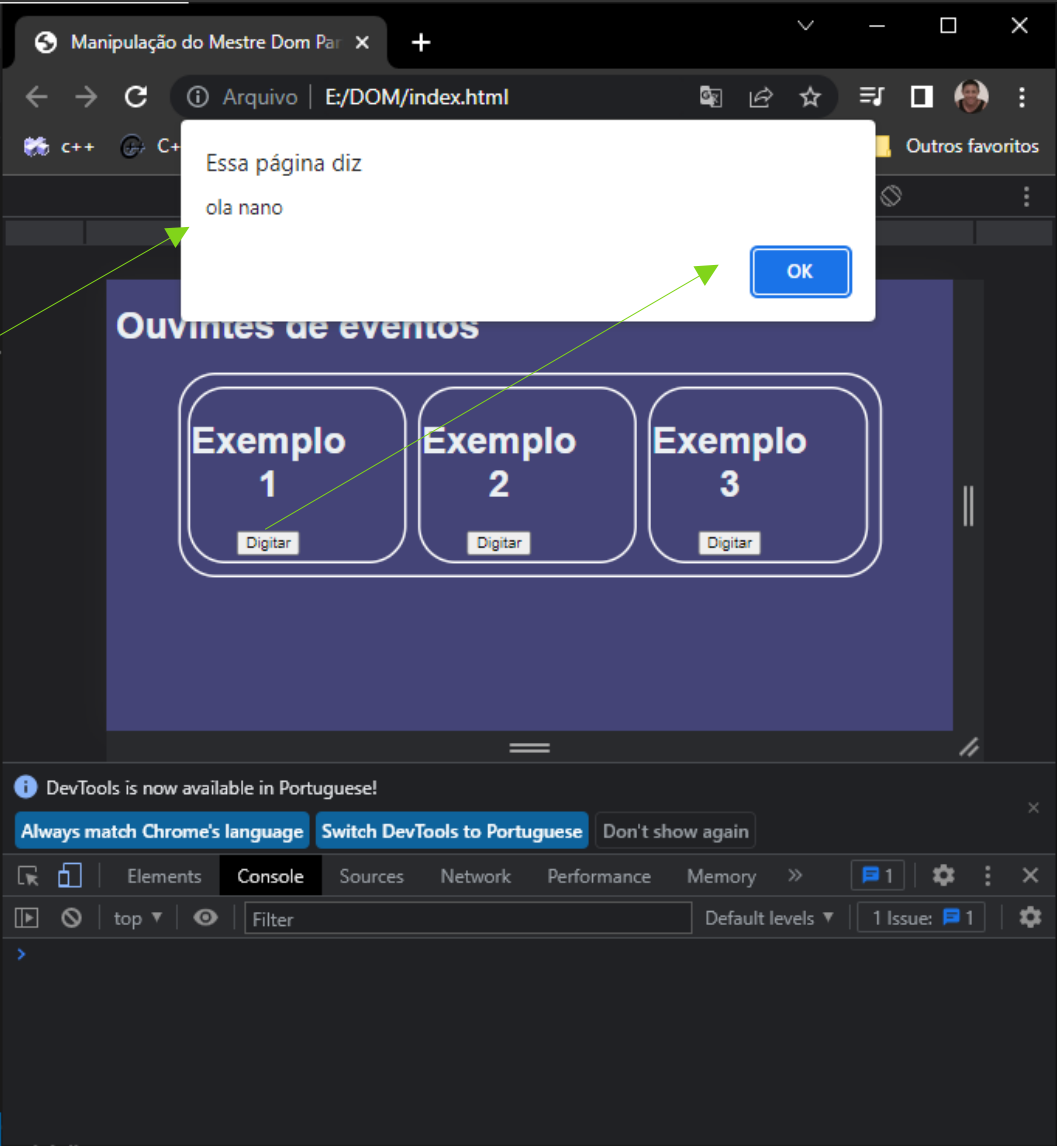 Manipulação do Mestre Dom Par
Arquivo | E:/DOM/index.html
c++
C+
Outros favoritos
Essa página diz
ola nano
OK
Ouvintes de eventos
Exemplo
1
Digitar
Exemplo
2
Digitar
Exemplo
3
Digitar
DevTools is now available in Portuguese!
Always match Chrome's language Switch DevTools to Portuguese Don't show again
Elements Console Sources Network Performance Memory 1
top Filter Default levels 1 Issue: 1